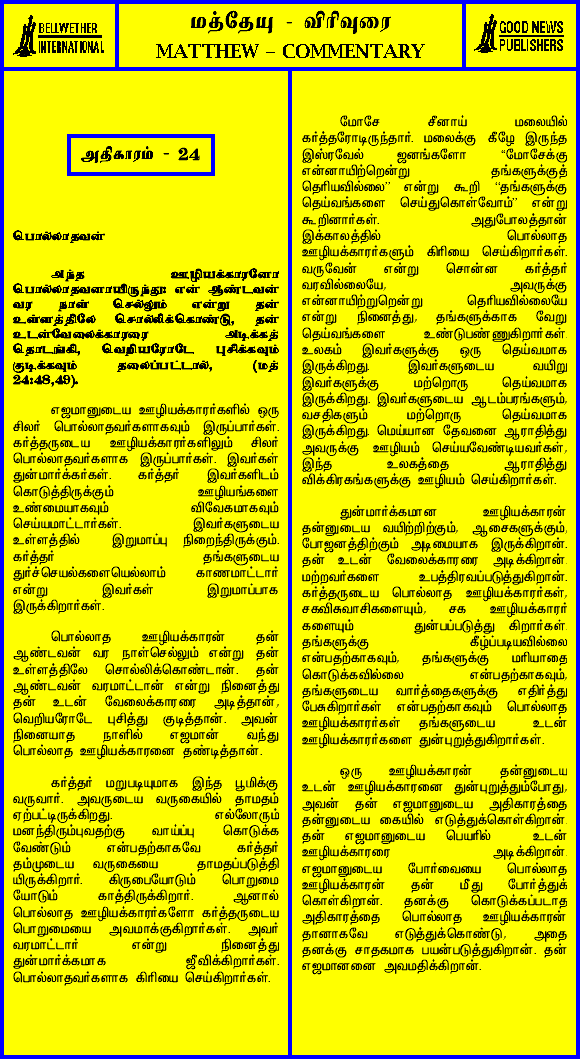 BELLWETHER
INTERNATIONAL
மத்தேயு - விரிவுரை
MATTHEW – COMMENTARY
GOOD NEWS
PUBLISHERS
அதிகாரம் - 24
பொல்லாதவன்
அந்த ஊழியக்காரனோ
பொல்லாதவனாயிருந்து: என் ஆண்டவன்
வர நாள் செல்லும் என்று தன்
உள்ளத்திலே சொல்லிக்கொண்டு, தன்
உடன்வேலைக்காரரை அடிக்கத்
தொடங்கி, வெறியரோடே புசிக்கவும்
குடிக்கவும் தலைப்பட்டால், (மத்
24:48,49).
எஜமானுடைய ஊழியக்காரர்களில் ஒரு
சிலர் பொல்லாதவர்களாகவும் இருப்பார்கள்.
கர்த்தருடைய ஊழியக்காரர்களிலும் சிலர்
பொல்லாதவர்களாக இருப்பார்கள். இவர்கள்
துன்மார்க்கர்கள். கர்த்தர் இவர்களிடம்
கொடுத்திருக்கும் ஊழியங்களை
உண்மையாகவும் விவேகமாகவும்
செய்யமாட்டார்கள். இவர்களுடைய
உள்ளத்தில் இறுமாப்பு நிறைந்திருக்கும்.
கர்த்தர் தங்களுடைய
துர்ச்செயல்களையெல்லாம் காணமாட்டார்
என்று இவர்கள் இறுமாப்பாக
இருக்கிறார்கள்.
பொல்லாத ஊழியக்காரன் தன்
ஆண்டவன் வர நாள்செல்லும் என்று தன்
உள்ளத்திலே சொல்லிக்கொண்டான். தன்
ஆண்டவன் வரமாட்டான் என்று நினைத்து
தன் உடன் வேலைக்காரரை அடித்தான்,
வெறியரோடே புசித்து குடித்தான். அவன்
நினையாத நாளில் எஜமான் வந்து
பொல்லாத ஊழியக்காரனை தண்டித்தான்.
கர்த்தர் மறுபடியுமாக இந்த பூமிக்கு
வருவார். அவருடைய வருகையில் தாமதம்
ஏற்பட்டிருக்கிறது. எல்லோரும்
மனந்திரும்புவதற்கு வாய்ப்பு கொடுக்க
வேண்டும் என்பதற்காகவே கர்த்தர்
தம்முடைய வருகையை தாமதப்படுத்தி
யிருக்கிறார். கிருபையோடும் பொறுமை
யோடும் காத்திருக்கிறார். ஆனால்
பொல்லாத ஊழியக்காரர்களோ கர்த்தருடைய
பொறுமையை அவமாக்குகிறார்கள். அவர்
வரமாட்டார் என்று நினைத்து
துன்மார்க்கமாக ஜீவிக்கிறார்கள்.
பொல்லாதவர்களாக கிரியை செய்கிறார்கள்.
மோசே சீனாய் மலையில்
கர்த்தரோடிருந்தார். மலைக்கு கீழே இருந்த
இஸ்ரவேல் ஜனங்களோ “மோசேக்கு
என்னாயிற்றென்று தங்களுக்குத்
தெரியவில்லை” என்று கூறி “தங்களுக்கு
தெய்வங்களை செய்துகொள்வோம்” என்று
கூறினார்கள். அதுபோலத்தான்
இக்காலத்தில் பொல்லாத
ஊழியக்காரர்களும் கிரியை செய்கிறார்கள்.
வருவேன் என்று சொன்ன கர்த்தர்
வரவில்லையே, அவருக்கு
என்னாயிற்றுறென்று தெரியவில்லையே
என்று நினைத்து, தங்களுக்காக வேறு
தெய்வங்களை உண்டுபண்ணுகிறார்கள்.
உலகம் இவர்களுக்கு ஒரு தெய்வமாக
இருக்கிறது. இவர்களுடைய வயிறு
இவர்களுக்கு மற்றொரு தெய்வமாக
இருக்கிறது. இவர்களுடைய ஆடம்பரங்களும்,
வசதிகளும் மற்றொரு தெய்வமாக
இருக்கிறது. மெய்யான தேவனை ஆராதித்து
அவருக்கு ஊழியம் செய்யவேண்டியவர்கள்,
இந்த உலகத்தை ஆராதித்து
விக்கிரகங்களுக்கு ஊழியம் செய்கிறார்கள்.
துன்மார்க்கமான ஊழியக்காரன்
தன்னுடைய வயிற்றிற்கும், ஆசைகளுக்கும்,
போஜனத்திற்கும் அடிமையாக இருக்கிறான்.
தன் உடன் வேலைக்காரரை அடிக்கிறான்.
மற்றவர்களை உபத்திரவப்படுத்துகிறான்.
கர்த்தருடைய பொல்லாத ஊழியக்காரர்கள்,
சகவிசுவாசிகளையும், சக ஊழியக்காரர்
களையும் துன்பப்படுத்து கிறார்கள்.
தங்களுக்கு கீழ்ப்படியவில்லை
என்பதற்காகவும், தங்களுக்கு மரியாதை
கொடுக்கவில்லை என்பதற்காகவும்,
தங்களுடைய வார்த்தைகளுக்கு எதிர்த்து
பேசுகிறார்கள் என்பதற்காகவும் பொல்லாத
ஊழியக்காரர்கள் தங்களுடைய உடன்
ஊழியக்காரர்களை துன்புறுத்துகிறார்கள்.
ஒரு ஊழியக்காரன் தன்னுடைய
உடன் ஊழியக்காரனை துன்புறுத்தும்போது,
அவன் தன் எஜமானுடைய அதிகாரத்தை
தன்னுடைய கையில் எடுத்துக்கொள்கிறான்.
தன் எஜமானுடைய பெயரில் உடன்
ஊழியக்காரரை அடிக்கிறான்.
எஜமானுடைய போர்வையை பொல்லாத
ஊழியக்காரன் தன் மீது போர்த்துக்
கொள்கிறான். தனக்கு கொடுக்கப்படாத
அதிகாரத்தை பொல்லாத ஊழியக்காரன்
தானாகவே எடுத்துக்கொண்டு, அதை
தனக்கு சாதகமாக பயன்படுத்துகிறான். தன்
எஜமானனை அவமதிக்கிறான்.